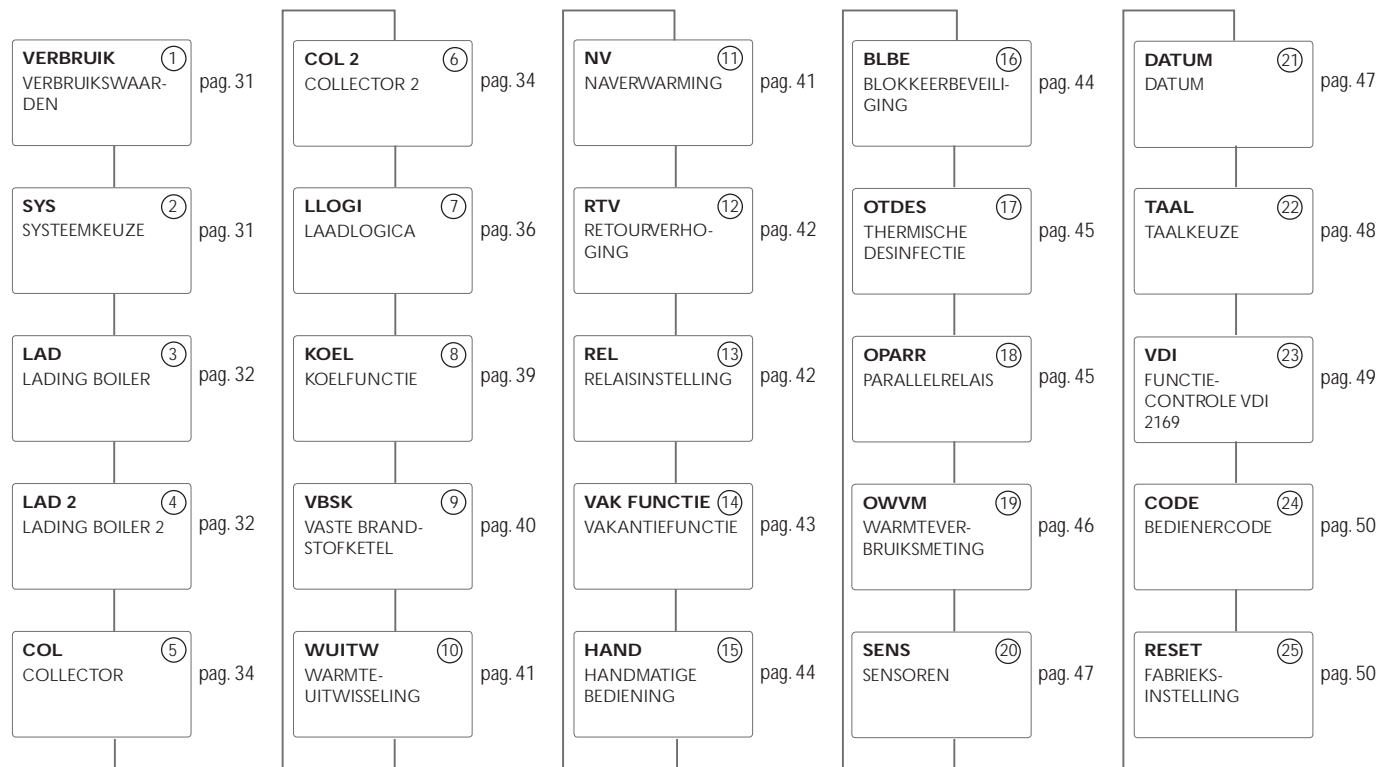 VERBRUIK 1
VERBRUIKSWAAR-
DEN
pag. 31
SYS 2
SYSTEEMKEUZE
pag. 31
LAD 3
LADING BOILER
pag. 32
LAD 2 4
LADING BOILER 2
pag. 32
COL 5
COLLECTOR
pag. 34
COL 2 6
COLLECTOR 2
pag. 34
LLOGI 7
LAADLOGICA
pag. 36
KOEL 8
KOELFUNCTIE
pag. 39
VBSK 9
VASTE BRAND-
STOFKETEL
pag. 40
WUITW 10
WARMTE-
UITWISSELING
pag. 41
NV 11
NAVERWARMING
pag. 41
RTV 12
RETOURVERHO-
GING
pag. 42
REL 13
RELAISINSTELLING
pag. 42
VAK FUNCTIE 14
VAKANTIEFUNCTIE
pag. 43
HAND 15
HANDMATIGE
BEDIENING
pag. 44
BLBE 16
BLOKKEERBEVEILI-
GING
pag. 44
OTDES 17
THERMISCHE
DESINFECTIE
pag. 45
OPARR 18
PARALLELRELAIS
pag. 45
OWVM 19
WARMTEVER-
BRUIKSMETING
pag. 46
SENS 20
SENSOREN
pag. 47
DATUM 21
DATUM
pag. 47
TAAL 22
TAALKEUZE
pag. 48
VDI 23
FUNCTIE-
CONTROLE VDI
2169
pag. 49
CODE 24
BEDIENERCODE
pag. 50
RESET 25
FABRIEKS-
INSTELLING
pag. 50